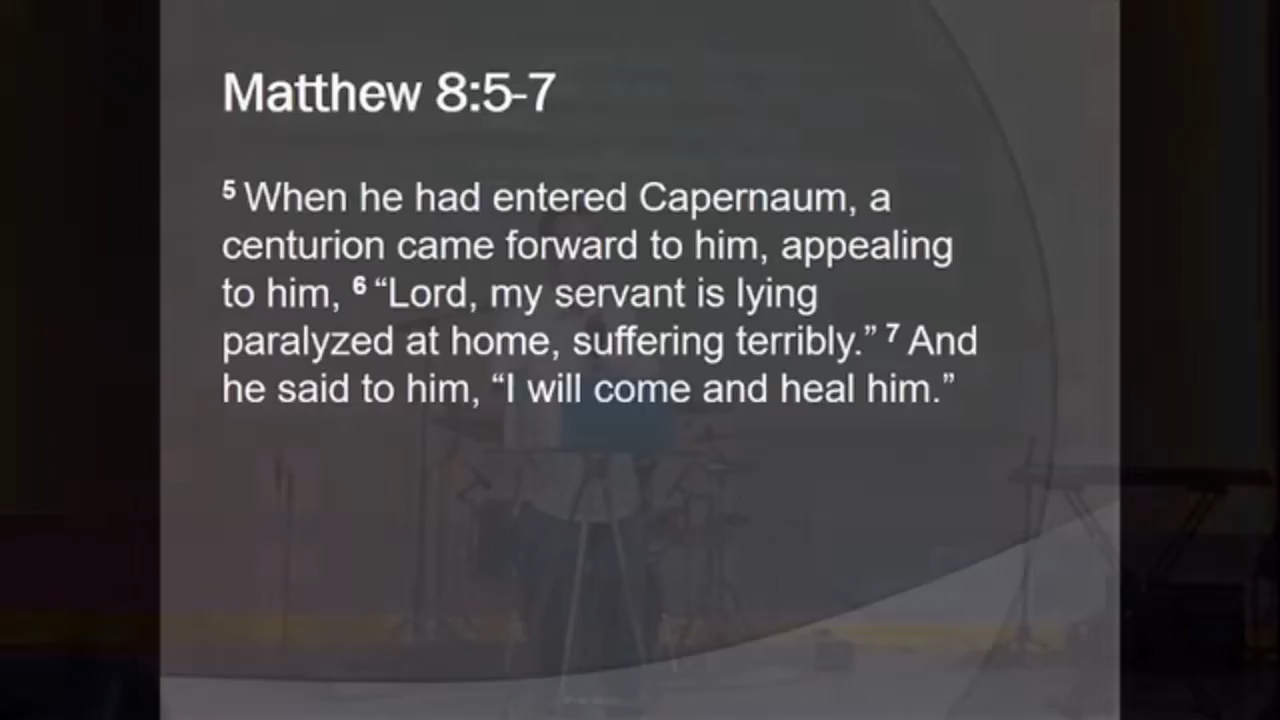 Matthew 8:5-7
5 When he had entered Capernaum, a
centurion came forward to him, appealing
to him, 6 “Lord, my servant is lying
paralyzed at home, suffering terribly.” 7 And
he said to him, “I will come and heal him.”